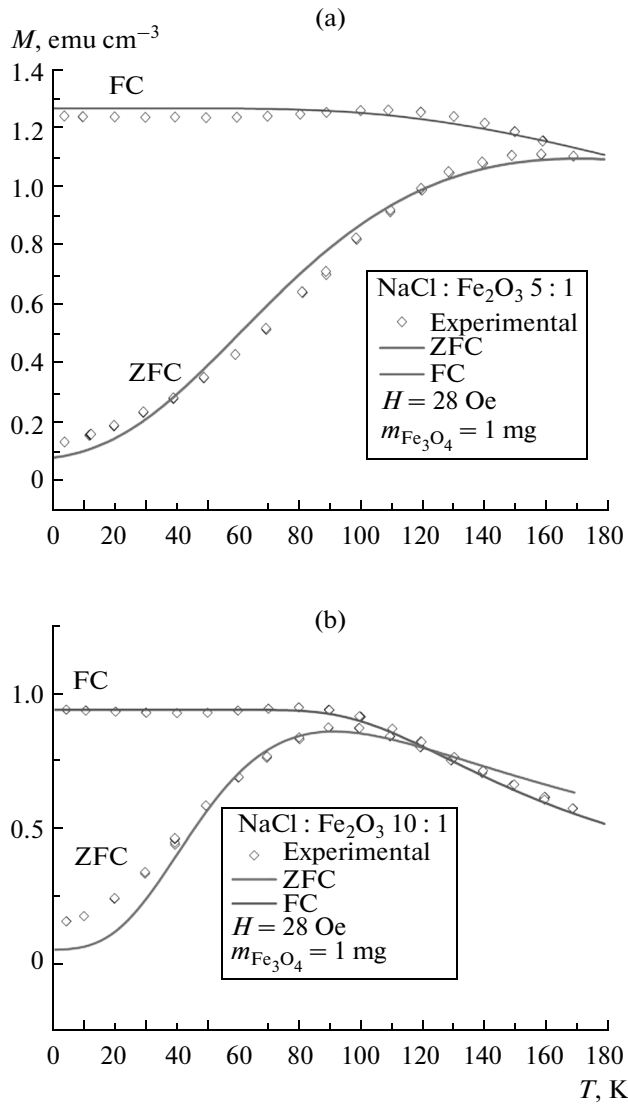 (a)
M, emu cm⁻³
1.4
1.2
1.0
0.8
0.6
0.4
0.2
0
FC
ZFC
NaCl : Fe₂O₃ 5 : 1
Experimental
ZFC
FC
H = 28 Oe
m_Fe₃O₄ = 1 mg
0 20 40 60 80 100 120 140 160 180
(b)
1.0
0.5
0
FC
ZFC
NaCl : Fe₂O₃ 10 : 1
Experimental
ZFC
FC
H = 28 Oe
m_Fe₃O₄ = 1 mg
0 20 40 60 80 100 120 140 160 180
T, K